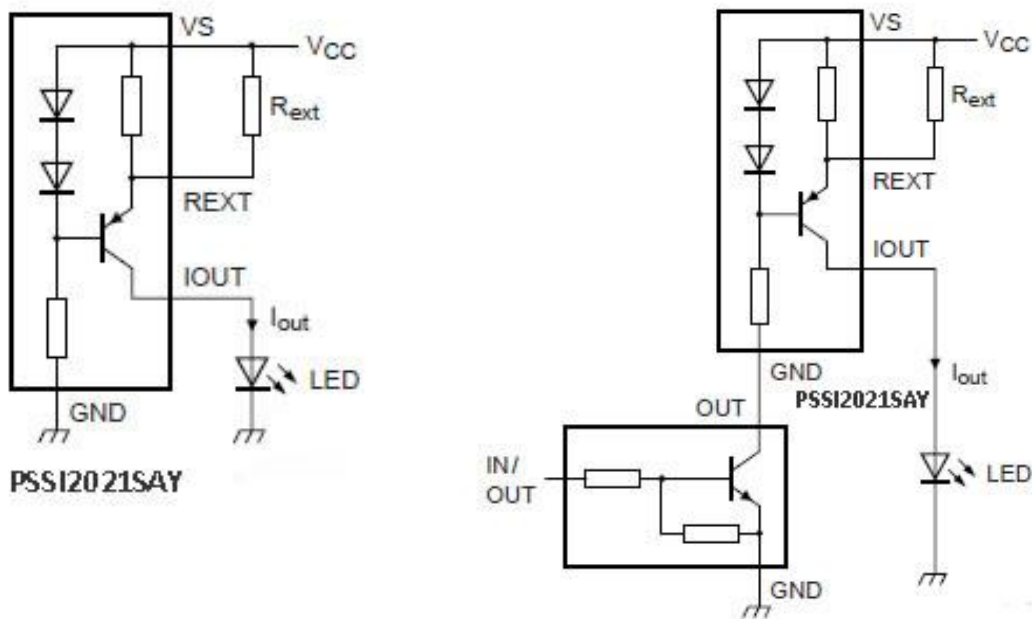 VS
VCC
Rext
REXT
IOUT
Iout
LED
GND
PSSI2021SAY
VS
VCC
Rext
REXT
IOUT
Iout
GND
PSSI2021SAY
OUT
LED
IN/
OUT
GND